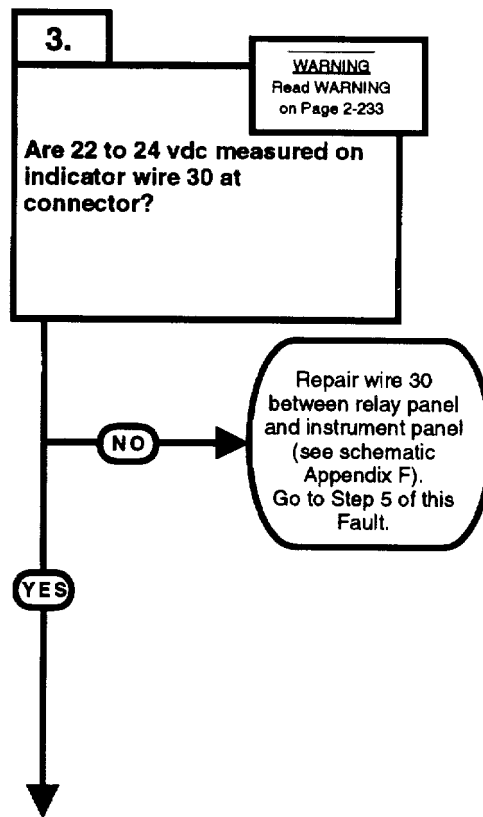 3.
WARNING
Read WARNING
on Page 2-233
Are 22 to 24 vdc measured on
indicator wire 30 at
connector?
Repair wire 30
between relay panel
and instrument panel
(see schematic
Appendix F).
Go to Step 5 of this
Fault.
NO
YES